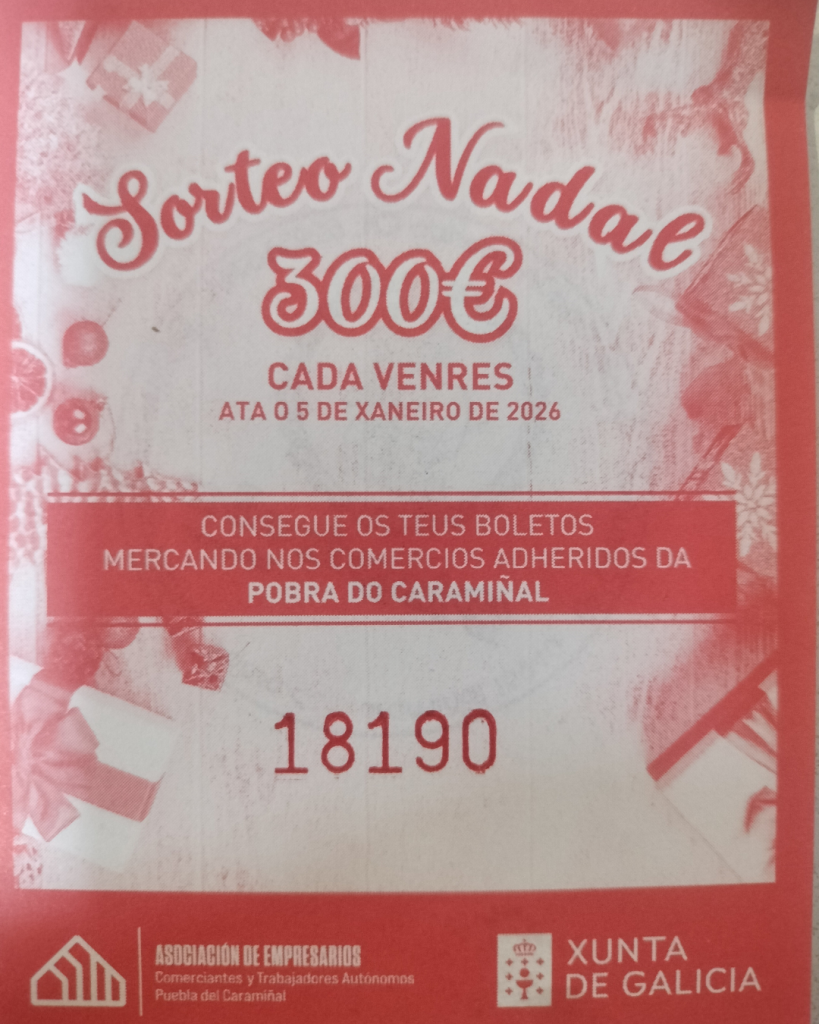 Sorteo Nadal
300€
CADA VENRES
ATA O 5 DE XANEIRO DE 2026
CONSEGUE OS TEUS BOLETOS
MERCANDO NOS COMERCIOS ADHERIDOS DA
POBRA DO CARAMIÑAL
18190
ASOCIACIÓN DE EMPRESARIOS
Comerciantes y Trabajadores Autónomos
Puebla del Caramiñal
XUNTA
DE GALICIA